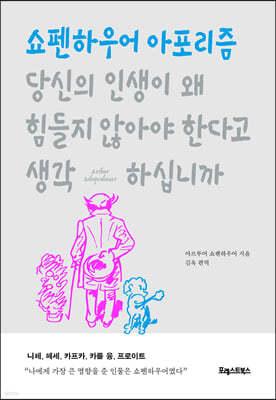 쇼펜하우어 아포리즘
당신의 인생이 왜
힘들지 않아야 한다고
생각
Arthur
Schopenhauer
하십니까
아르투어 쇼펜하우어 지음
김욱 편역
니체, 헤세, 카프카, 카를 융, 프로이트
“나에게 가장 큰 영향을 준 인물은 쇼펜하우어였다”
포레스트북스